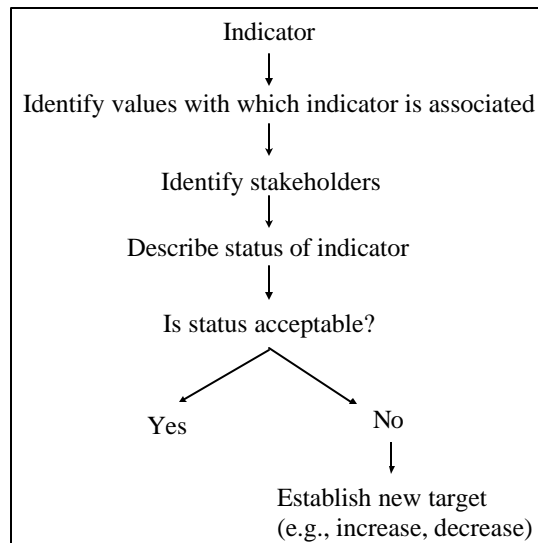 Indicator
Identify values with which indicator is associated
Identify stakeholders
Describe status of indicator
Is status acceptable?
Yes
No
Establish new target
(e.g., increase, decrease)